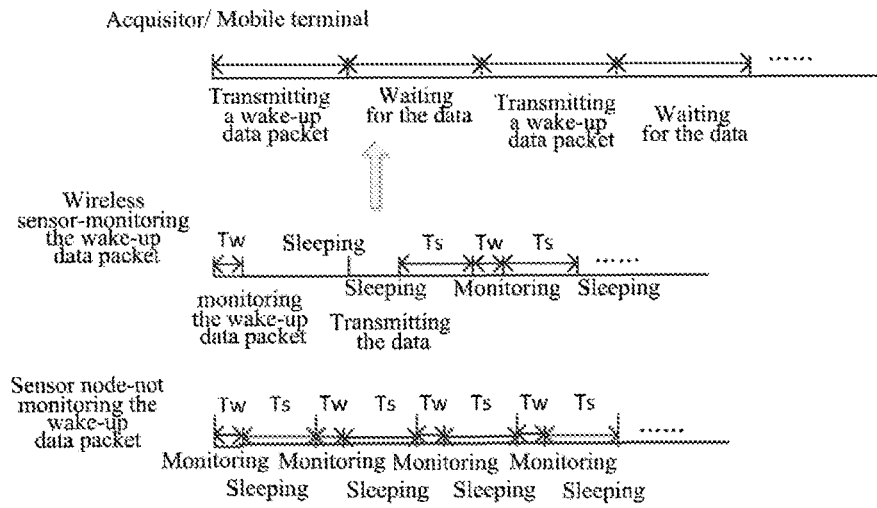 Acquisitor/ Mobile terminal
......
Transmitting
a wake-up
data packet
Waiting
for the data
Transmitting
a wake-up
data packet
Waiting
for the data
Wireless
sensor-monitoring
the wake-up
data packet
Tw
Sleeping
Ts
Tw
Ts
......
monitoring
the wake-up
data packet
Sleeping
Monitoring
Sleeping
Transmitting
the data
Sensor node-not
monitoring the
wake-up
data packet
Tw Ts Tw Ts Tw Ts Tw Ts
......
Monitoring Monitoring Monitoring Monitoring
Sleeping Sleeping Sleeping Sleeping